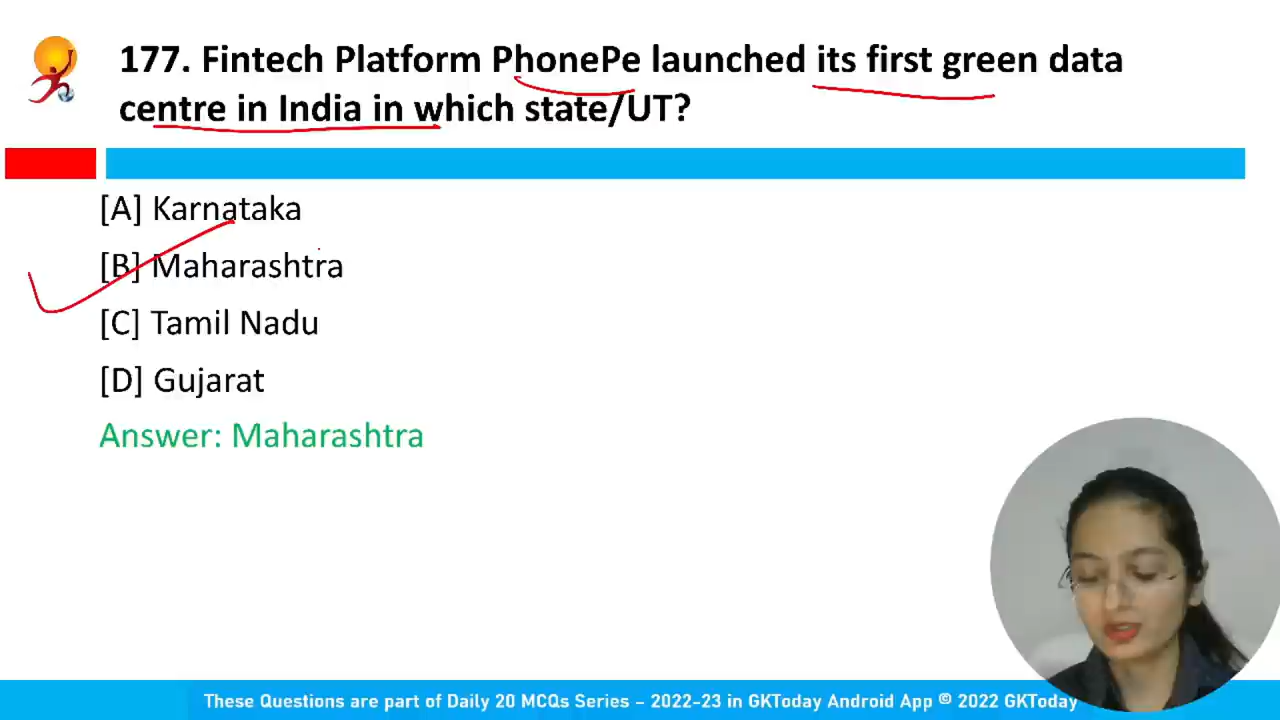 177. Fintech Platform PhonePe launched its first green data
centre in India in which state/UT?
[A] Karnataka
[B] Maharashtra
[C] Tamil Nadu
[D] Gujarat
Answer: Maharashtra
These Questions are part of Daily 20 MCQs Series – 2022-23 in GKToday Android App © 2022 GKToday